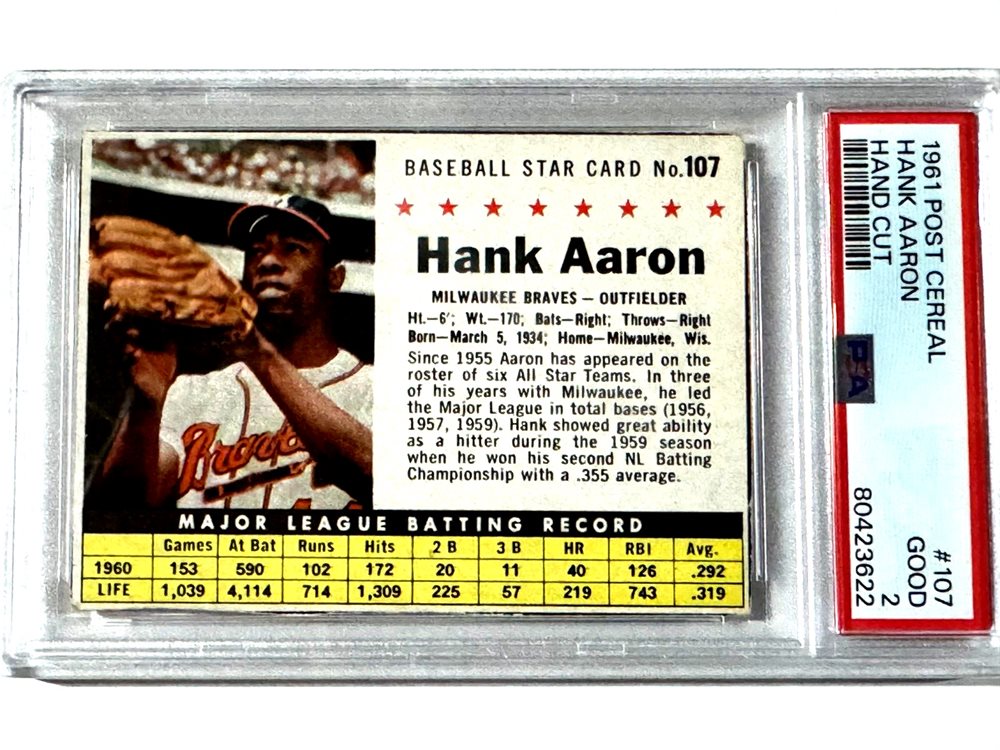 BASEBALL STAR CARD No.107
Hank Aaron
MILWAUKEE BRAVES – OUTFIELDER
Ht.–6'; Wt.–170; Bats–Right; Throws–Right
Born–March 5, 1934; Home–Milwaukee, Wis.
Since 1955 Aaron has appeared on the
roster of six All Star Teams. In three
of his years with Milwaukee, he led
the Major League in total bases (1956,
1957, 1959). Hank showed great ability
as a hitter during the 1959 season
when he won his second NL Batting
Championship with a .355 average.
Braves
MAJOR LEAGUE BATTING RECORD
Games At Bat Runs Hits 2 B 3 B HR RBI Avg.
1960 153 590 102 172 20 11 40 126 .292
LIFE 1,039 4,114 714 1,309 225 57 219 743 .319
1961 POST CEREAL #107
HANK AARON GOOD 2
HAND CUT 80423622
PSA